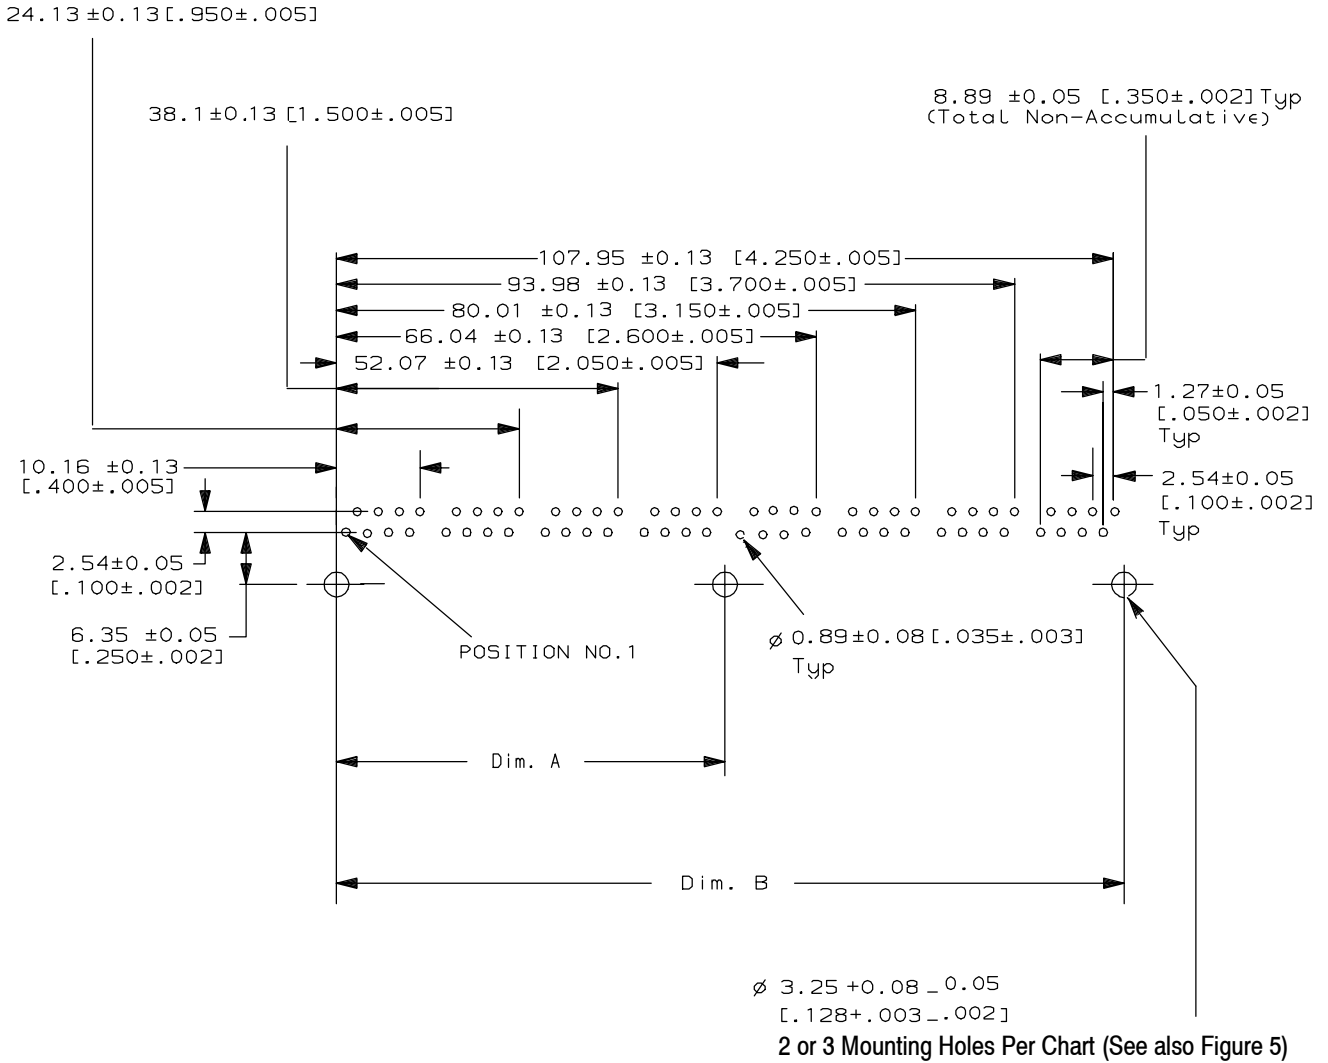 24.13 ±0.13 [.950±.005]
38.1±0.13 [1.500±.005]
8.89 ±0.05 [.350±.002] Typ
(Total Non-Accumulative)
107.95 ±0.13 [4.250±.005]
93.98 ±0.13 [3.700±.005]
80.01 ±0.13 [3.150±.005]
66.04 ±0.13 [2.600±.005]
52.07 ±0.13 [2.050±.005]
1.27±0.05
[.050±.002]
Typ
10.16 ±0.13
[.400±.005]
2.54±0.05
[.100±.002]
Typ
2.54±0.05
[.100±.002]
6.35 ±0.05
[.250±.002]
POSITION NO.1
ø 0.89±0.08 [.035±.003]
Typ
Dim. A
Dim. B
ø 3.25 +0.08 _ 0.05
[.128+.003_.002]
2 or 3 Mounting Holes Per Chart (See also Figure 5)